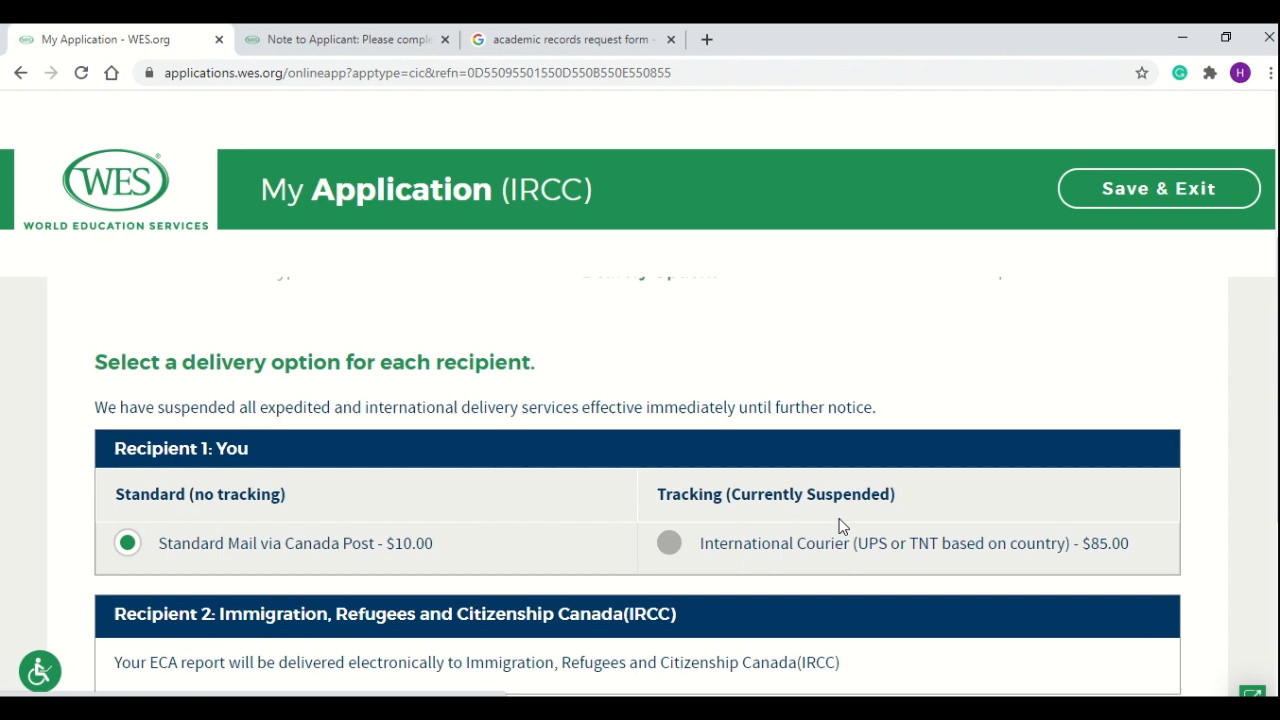 My Application - WES.org
Note to Applicant: Please comple
academic records request form -
applications.wes.org/onlineapp?apptype=cic&refn=0D55095501550D550B550E550855
H
WES
WORLD EDUCATION SERVICES
My Application (IRCC)
Save & Exit
Select a delivery option for each recipient.
We have suspended all expedited and international delivery services effective immediately until further notice.
Recipient 1: You
Standard (no tracking)
Tracking (Currently Suspended)
Standard Mail via Canada Post - $10.00
International Courier (UPS or TNT based on country) - $85.00
Recipient 2: Immigration, Refugees and Citizenship Canada(IRCC)
Your ECA report will be delivered electronically to Immigration, Refugees and Citizenship Canada(IRCC)